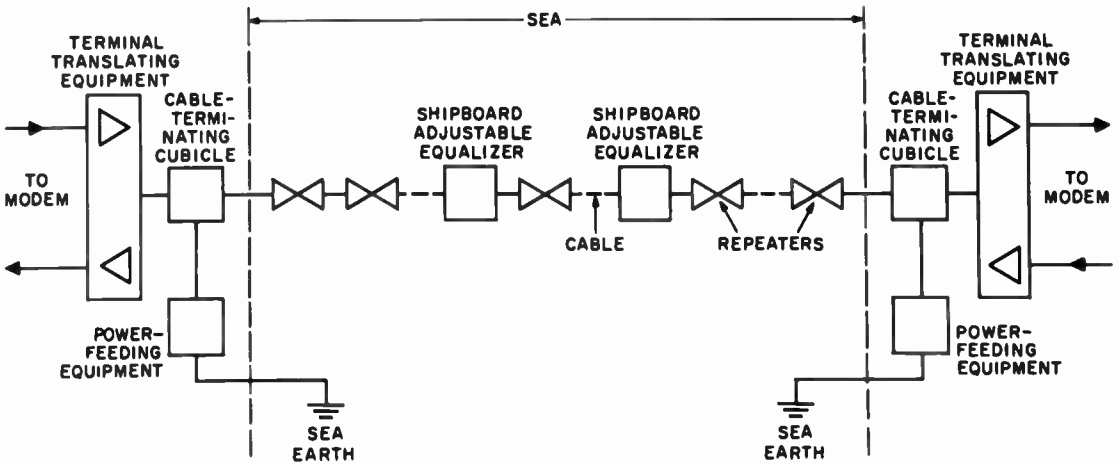 SEA
TERMINAL
TRANSLATING
EQUIPMENT
CABLE-
TERMI-
NATING
CUBICLE
SHIPBOARD
ADJUSTABLE
EQUALIZER
SHIPBOARD
ADJUSTABLE
EQUALIZER
TERMINAL
TRANSLATING
EQUIPMENT
CABLE-
TERMI-
NATING
CUBICLE
TO
MODEM
TO
MODEM
CABLE
REPEATERS
POWER-
FEEDING
EQUIPMENT
POWER-
FEEDING
EQUIPMENT
SEA
EARTH
SEA
EARTH